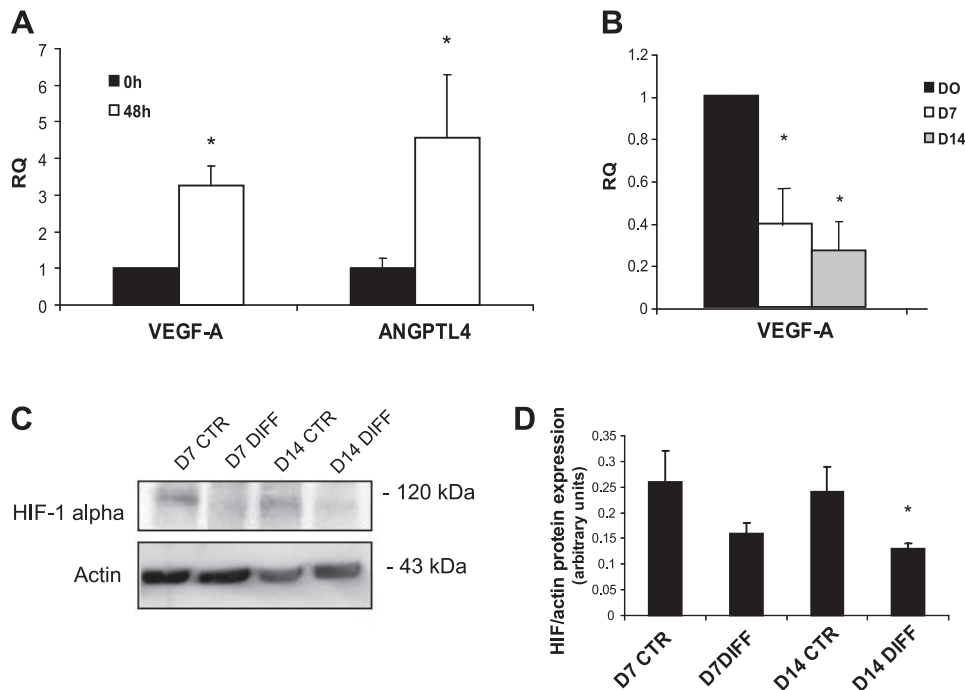 A
RQ
7
6
5
4
3
2
1
0
0h
48h
*
*
VEGF-A
ANGPTL4
B
RQ
1.2
1
0.8
0.6
0.4
0.2
0
*
*
DO
D7
D14
VEGF-A
C
D7 CTR
D7 DIFF
D14 CTR
D14 DIFF
HIF-1 alpha
- 120 kDa
Actin
- 43 kDa
D
HIF/actin protein expression
(arbitrary units)
0.35
0.3
0.25
0.2
0.15
0.1
0.05
0
*
D7 CTR
D7DIFF
D14 CTR
D14 DIFF